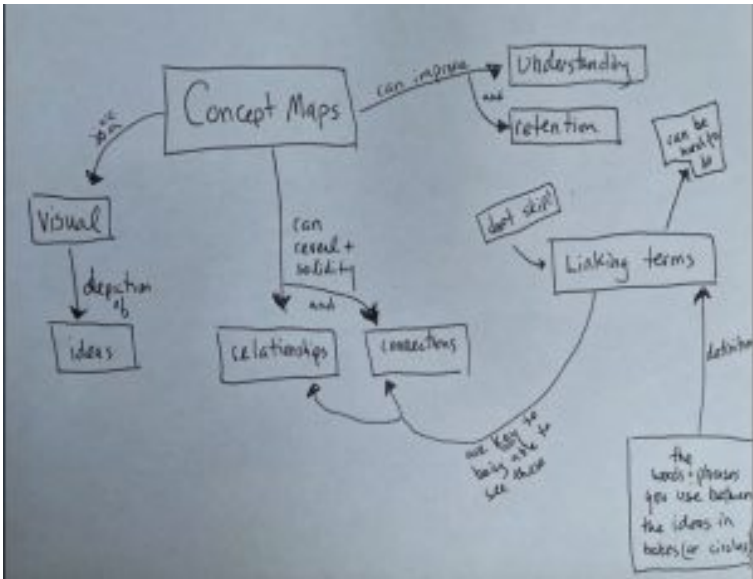 Concept Maps
can improve
Understanding
and
retention
are
Visual
depiction
of
ideas
can
reveal +
solidify
and
relationships
connections
don't skip!
Linking terms
can be
hard to
are key to
being able to
see these
definition
the
words + phrases
you use between
the ideas in
boxes (or circles)